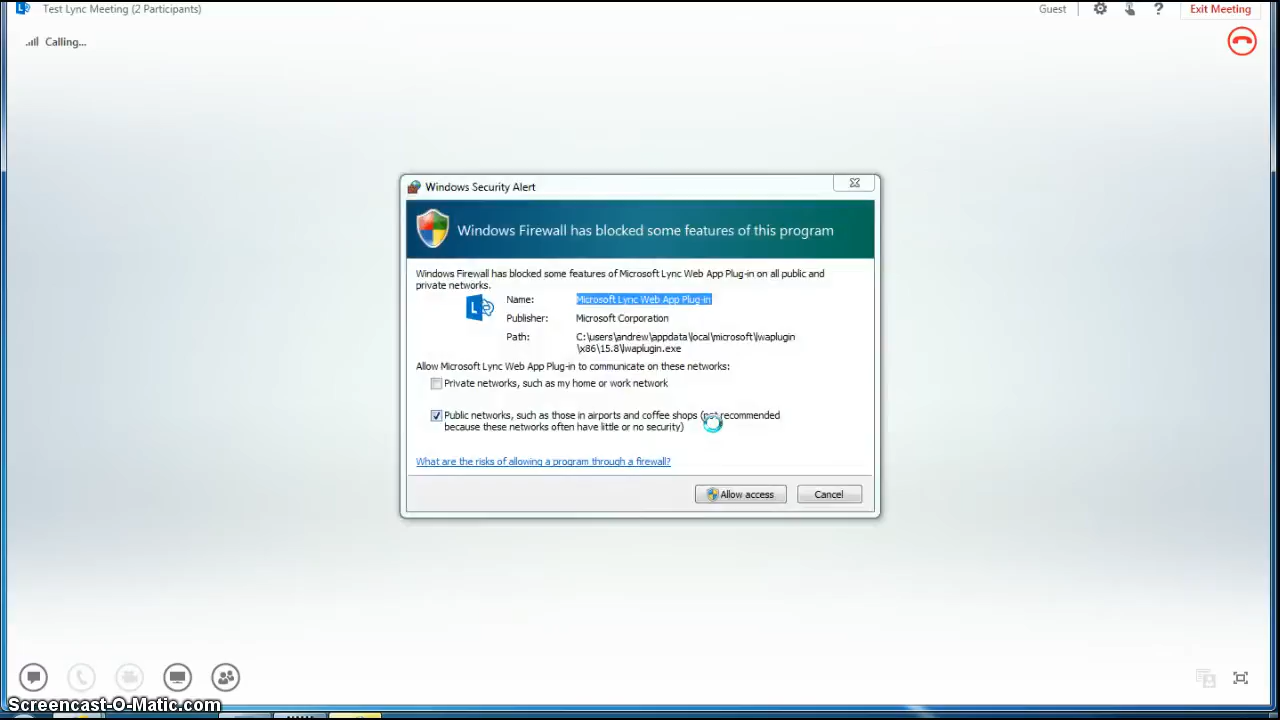 Test Lync Meeting (2 Participants)
Guest
?
Exit Meeting
Calling...
Windows Security Alert
Windows Firewall has blocked some features of this program
Windows Firewall has blocked some features of Microsoft Lync Web App Plug-in on all public and
private networks.
Name: Microsoft Lync Web App Plug-in
Publisher: Microsoft Corporation
Path: C:\users\andrew\appdata\local\microsoft\lwaplugin
\x86\15.8\lwaplugin.exe
Allow Microsoft Lync Web App Plug-in to communicate on these networks:
Private networks, such as my home or work network
Public networks, such as those in airports and coffee shops (not recommended
because these networks often have little or no security)
What are the risks of allowing a program through a firewall?
Allow access
Cancel
Screencast-O-Matic.com